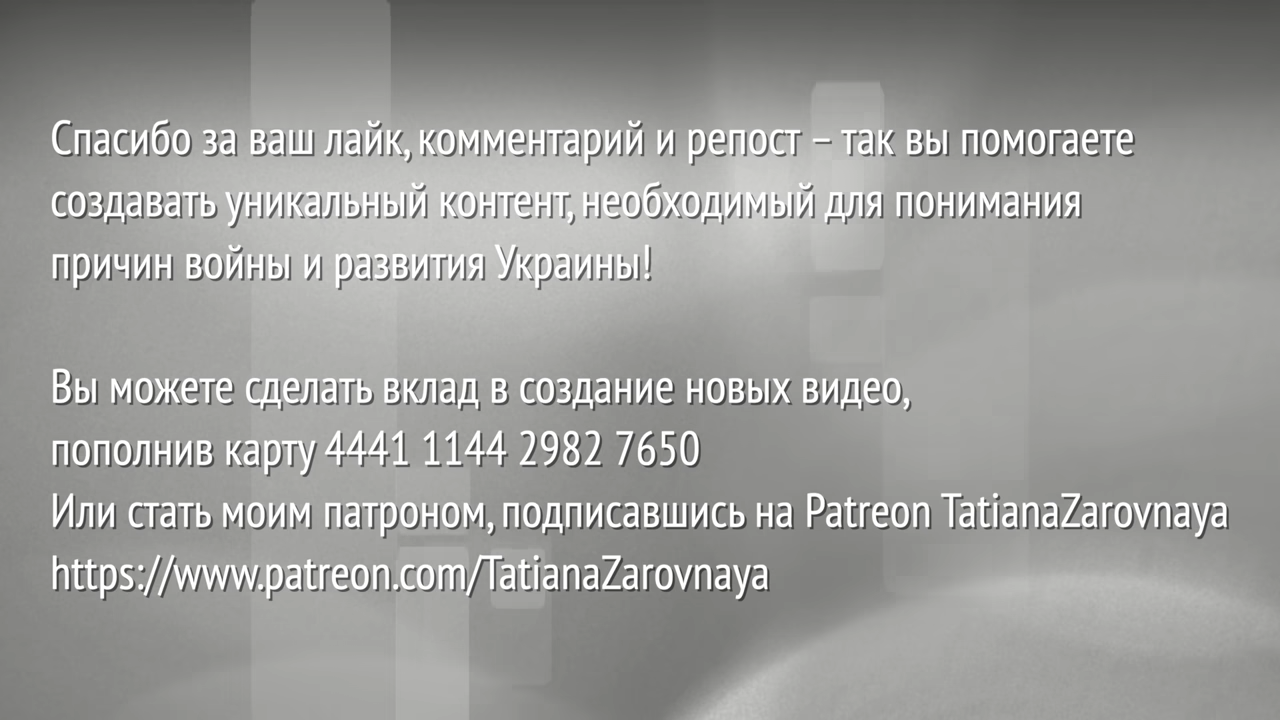 Спасибо за ваш лайк, комментарий и репост – так вы помогаете
создавать уникальный контент, необходимый для понимания
причин войны и развития Украины!
Вы можете сделать вклад в создание новых видео,
пополнив карту 4441 1144 2982 7650
Или стать моим патроном, подписавшись на Patreon TatianaZarovnaya
https://www.patreon.com/TatianaZarovnaya